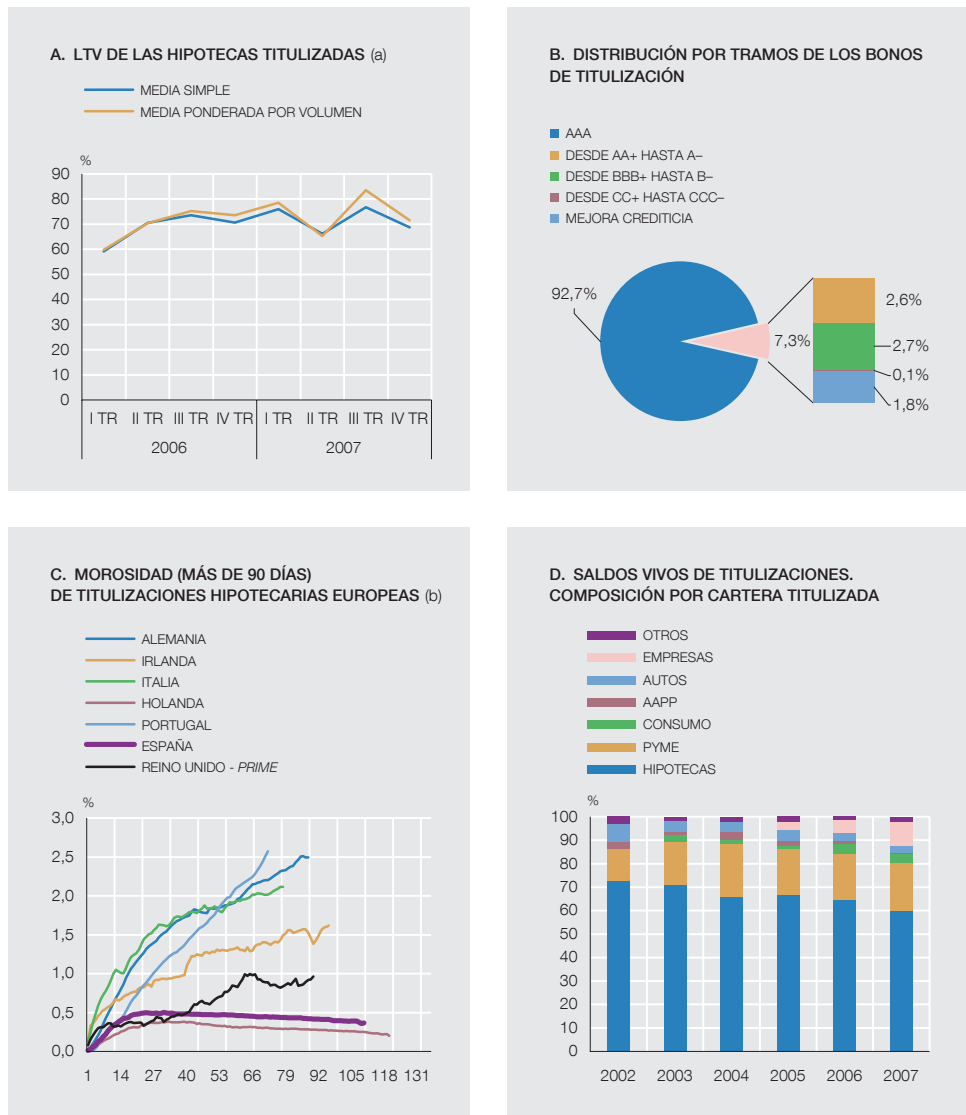 A. LTV DE LAS HIPOTECAS TITULIZADAS (a)
MEDIA SIMPLE
MEDIA PONDERADA POR VOLUMEN
%
90
80
70
60
50
40
30
20
10
0
I TR II TR III TR IV TR I TR II TR III TR IV TR
2006 2007
B. DISTRIBUCIÓN POR TRAMOS DE LOS BONOS
DE TITULIZACIÓN
AAA
DESDE AA+ HASTA A–
DESDE BBB+ HASTA B–
DESDE CC+ HASTA CCC–
MEJORA CREDITICIA
92,7%
7,3%
2,6%
2,7%
0,1%
1,8%
C. MOROSIDAD (MÁS DE 90 DÍAS)
DE TITULIZACIONES HIPOTECARIAS EUROPEAS (b)
ALEMANIA
IRLANDA
ITALIA
HOLANDA
PORTUGAL
ESPAÑA
REINO UNIDO - PRIME
%
3,0
2,5
2,0
1,5
1,0
0,5
0,0
1 14 27 40 53 66 79 92 105 118 131
D. SALDOS VIVOS DE TITULIZACIONES.
COMPOSICIÓN POR CARTERA TITULIZADA
OTROS
EMPRESAS
AUTOS
AAPP
CONSUMO
PYME
HIPOTECAS
%
100
90
80
70
60
50
40
30
20
10
0
2002 2003 2004 2005 2006 2007